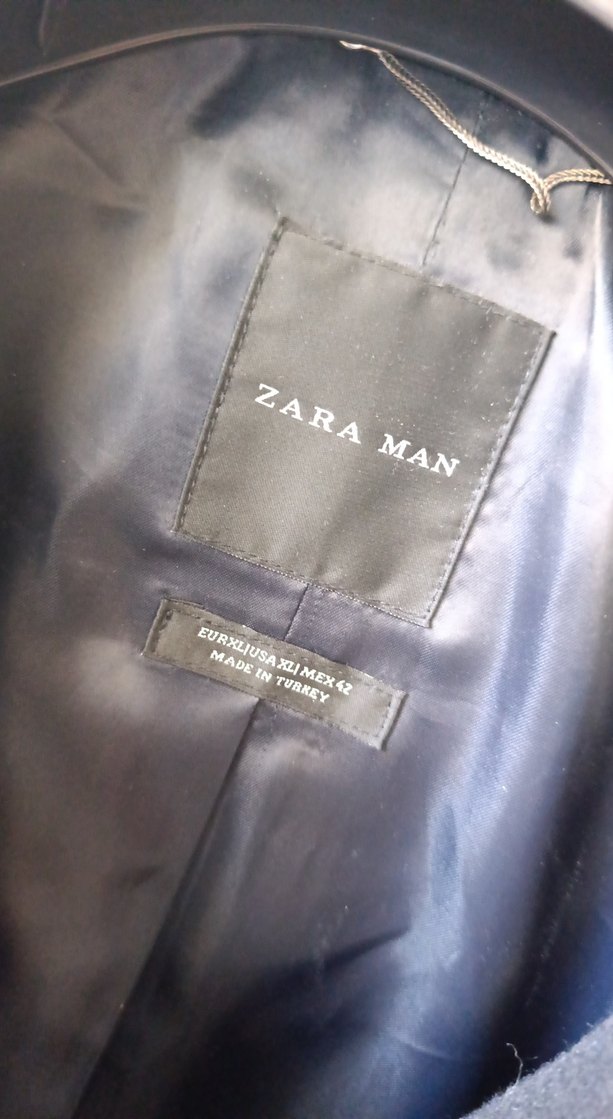 ZARA MAN
EUR XL|USA XL|MEX 42
MADE IN TURKEY